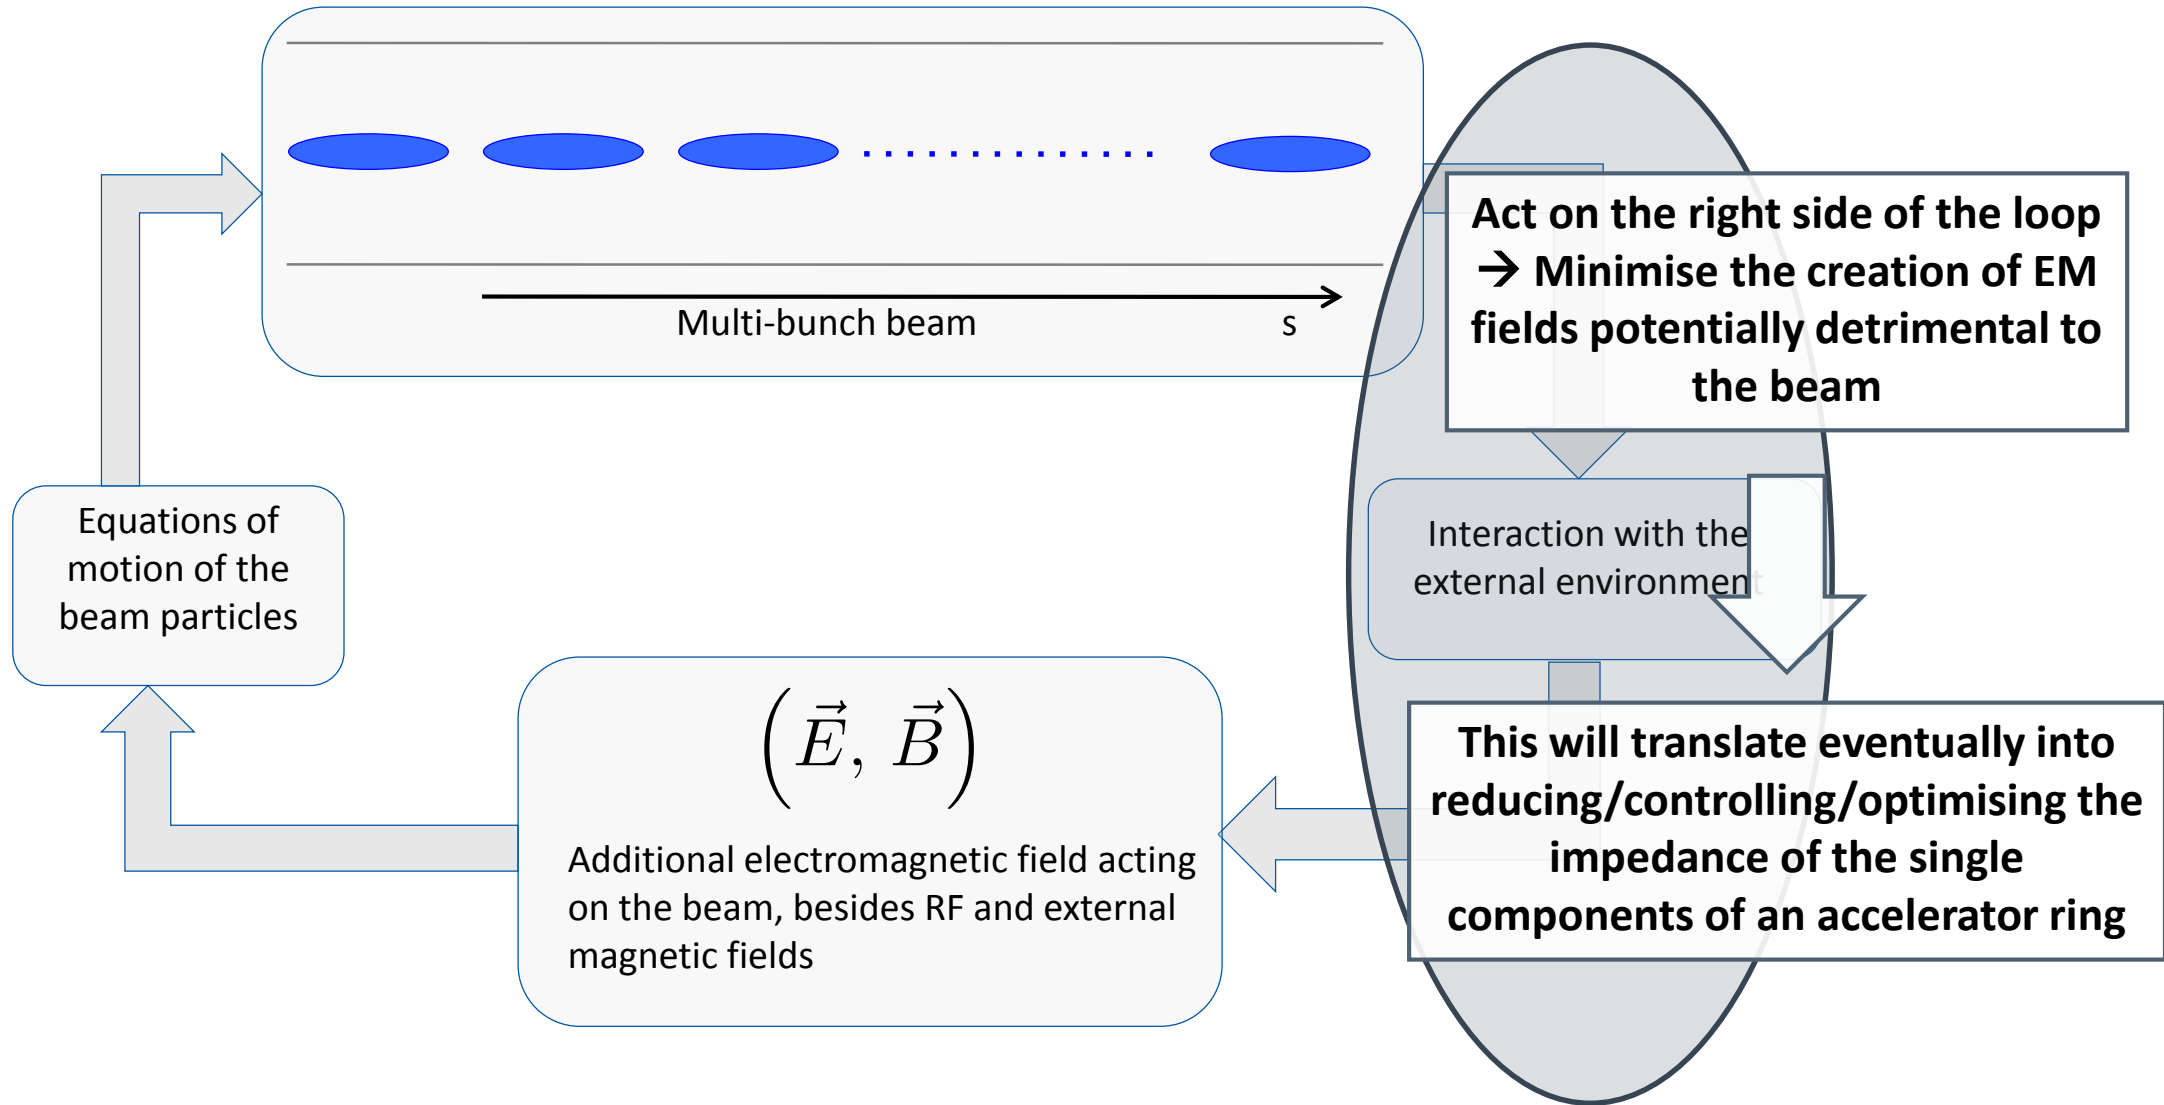 Multi-bunch beam
s
Act on the right side of the loop
→ Minimise the creation of EM
fields potentially detrimental to
the beam
Equations of
motion of the
beam particles
Interaction with the
external environment
(E⃗, B⃗)
Additional electromagnetic field acting
on the beam, besides RF and external
magnetic fields
This will translate eventually into
reducing/controlling/optimising the
impedance of the single
components of an accelerator ring